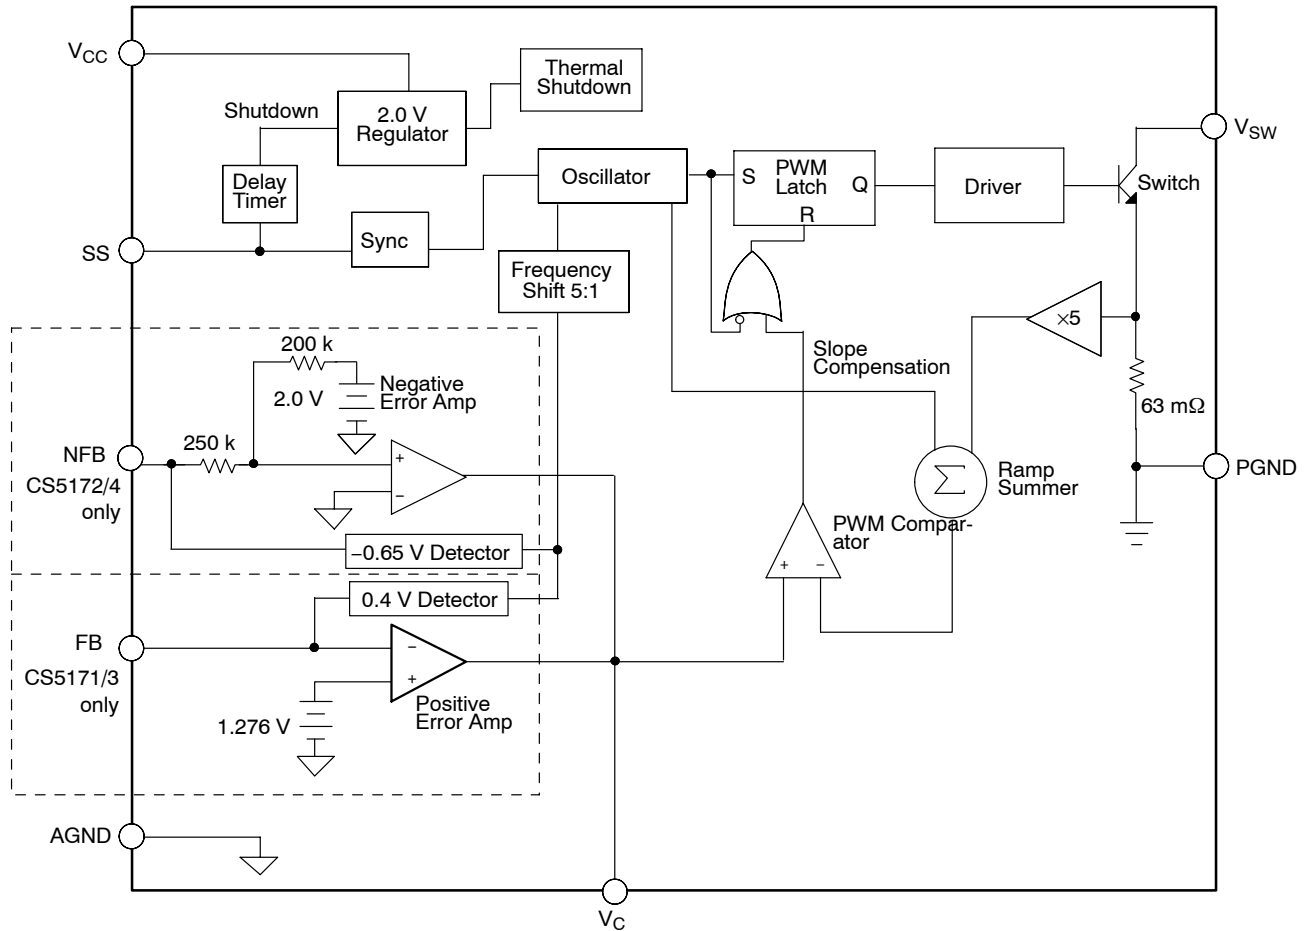 VCC
Thermal
Shutdown
Shutdown
2.0 V
Regulator
VSW
Delay
Timer
Oscillator
S
PWM
Latch
Q
R
Driver
Switch
SS
Sync
Frequency
Shift 5:1
×5
200 k
2.0 V
Negative
Error Amp
Slope
Compensation
63 mΩ
250 k
NFB
CS5172/4
only
+
−
Σ
Ramp
Summer
PGND
PWM Compar-
ator
+ −
−0.65 V Detector
0.4 V Detector
FB
CS5171/3
only
−
+
Positive
Error Amp
1.276 V
AGND
VC